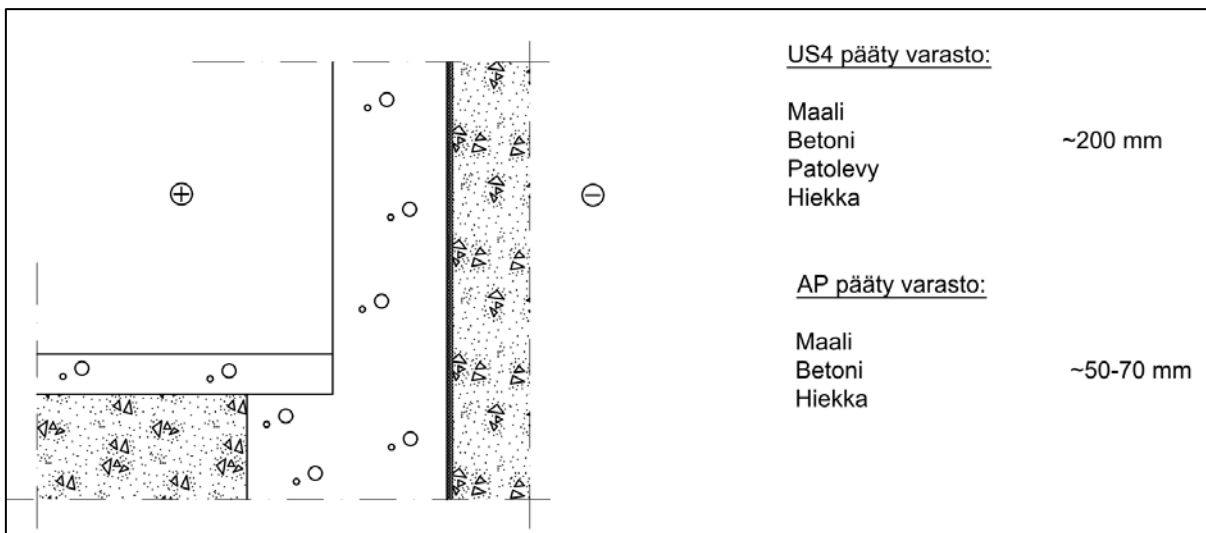 US4 pääty varasto:
Maali
Betoni ~200 mm
Patolevy
Hiekka
AP pääty varasto:
Maali
Betoni ~50-70 mm
Hiekka